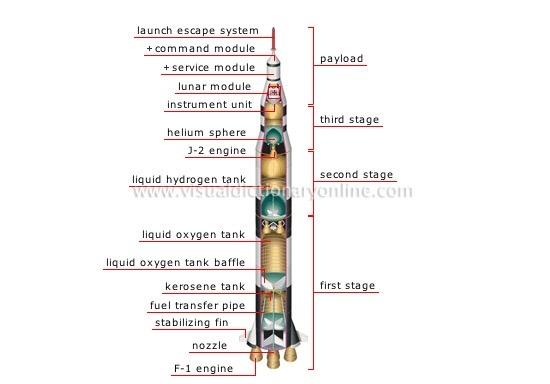 launch escape system
+command module
payload
+service module
lunar module
instrument unit
third stage
helium sphere
J-2 engine
second stage
liquid hydrogen tank
www.visualdictionaryonline.com
liquid oxygen tank
liquid oxygen tank baffle
first stage
kerosene tank
fuel transfer pipe
stabilizing fin
nozzle
F-1 engine